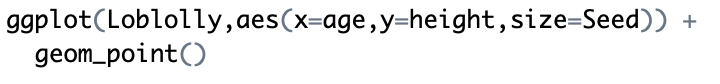 ggplot(Loblolly,aes(x=age,y=height,size=Seed)) +
  geom_point()